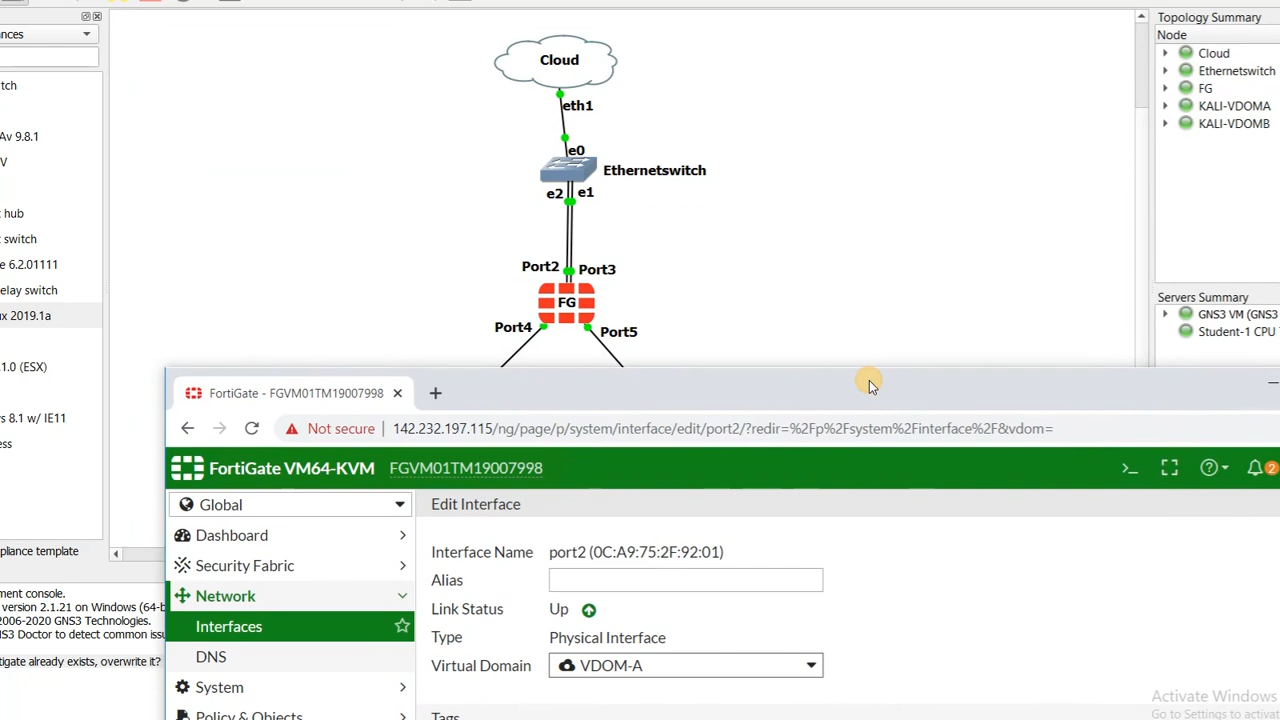 ances
Topology Summary
Node
Cloud
Ethernetswitch
FG
KALI-VDOMA
KALI-VDOMB
tch
Av 9.8.1
V
t hub
t switch
e 6.2.01111
elay switch
ux 2019.1a
.1.0 (ESX)
s 8.1 w/ IE11
ess
pliance template
Cloud
eth1
e0
Ethernetswitch
e2 e1
Port2 Port3
FG
Port4 Port5
Servers Summary
GNS3 VM (GNS3
Student-1 CPU
ment console.
version 2.1.21 on Windows (64-b
2006-2020 GNS3 Technologies.
NS3 Doctor to detect common issu
tigate already exists, overwrite it?
FortiGate - FGVM01TM19007998
Not secure 142.232.197.115/ng/page/p/system/interface/edit/port2/?redir=%2Fp%2Fsystem%2Finterface%2F&vdom=
FortiGate VM64-KVM FGVM01TM19007998
2
Global
Dashboard
Security Fabric
Network
Interfaces
DNS
System
Policy & Objects
Edit Interface
Interface Name port2 (0C:A9:75:2F:92:01)
Alias
Link Status Up
Type Physical Interface
Virtual Domain VDOM-A
Tags
Activate Windows
Go to Settings to activat